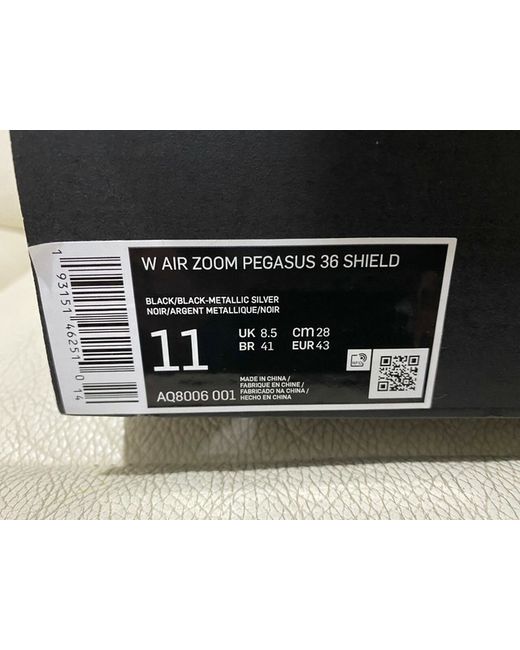 W AIR ZOOM PEGASUS 36 SHIELD
BLACK/BLACK-METALLIC SILVER
NOIR/ARGENT METALLIQUE/NOIR
11
UK 8.5 CM 28
BR 41 EUR 43
MADE IN CHINA /
FABRIQUE EN CHINE /
FABRICADO NA CHINA /
HECHO EN CHINA
AQ8006 001
1 93151 46251 0 14